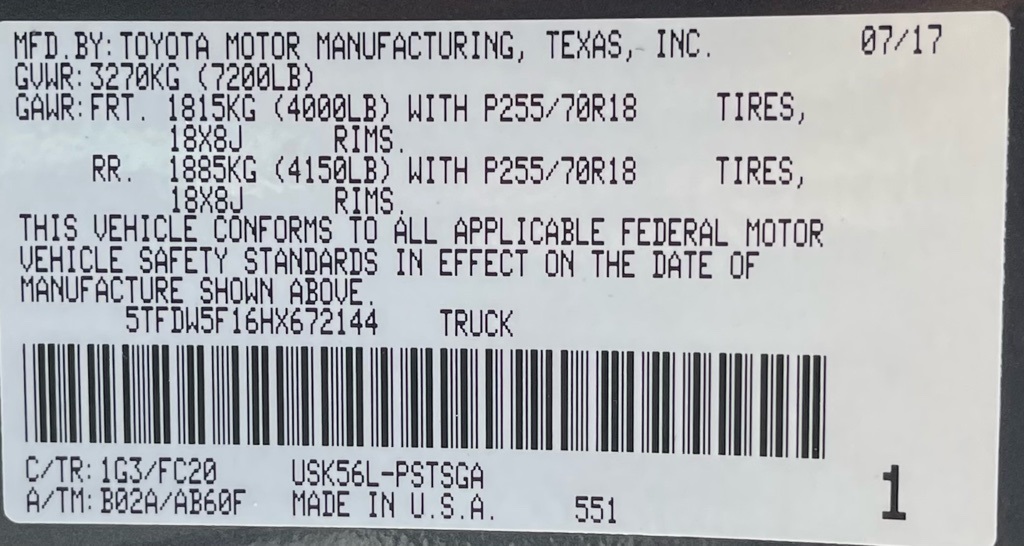 MFD.BY: TOYOTA MOTOR MANUFACTURING, TEXAS, INC. 07/17
GVWR: 3270KG (7200LB)
GAWR: FRT. 1815KG (4000LB) WITH P255/70R18 TIRES,
18X8J RIMS.
RR. 1885KG (4150LB) WITH P255/70R18 TIRES,
18X8J RIMS.
THIS VEHICLE CONFORMS TO ALL APPLICABLE FEDERAL MOTOR
VEHICLE SAFETY STANDARDS IN EFFECT ON THE DATE OF
MANUFACTURE SHOWN ABOVE.
5TFDW5F16HX672144 TRUCK
C/TR: 1G3/FC20 USK56L-PSTSGA
A/TM: B02A/AB60F MADE IN U.S.A. 551 1